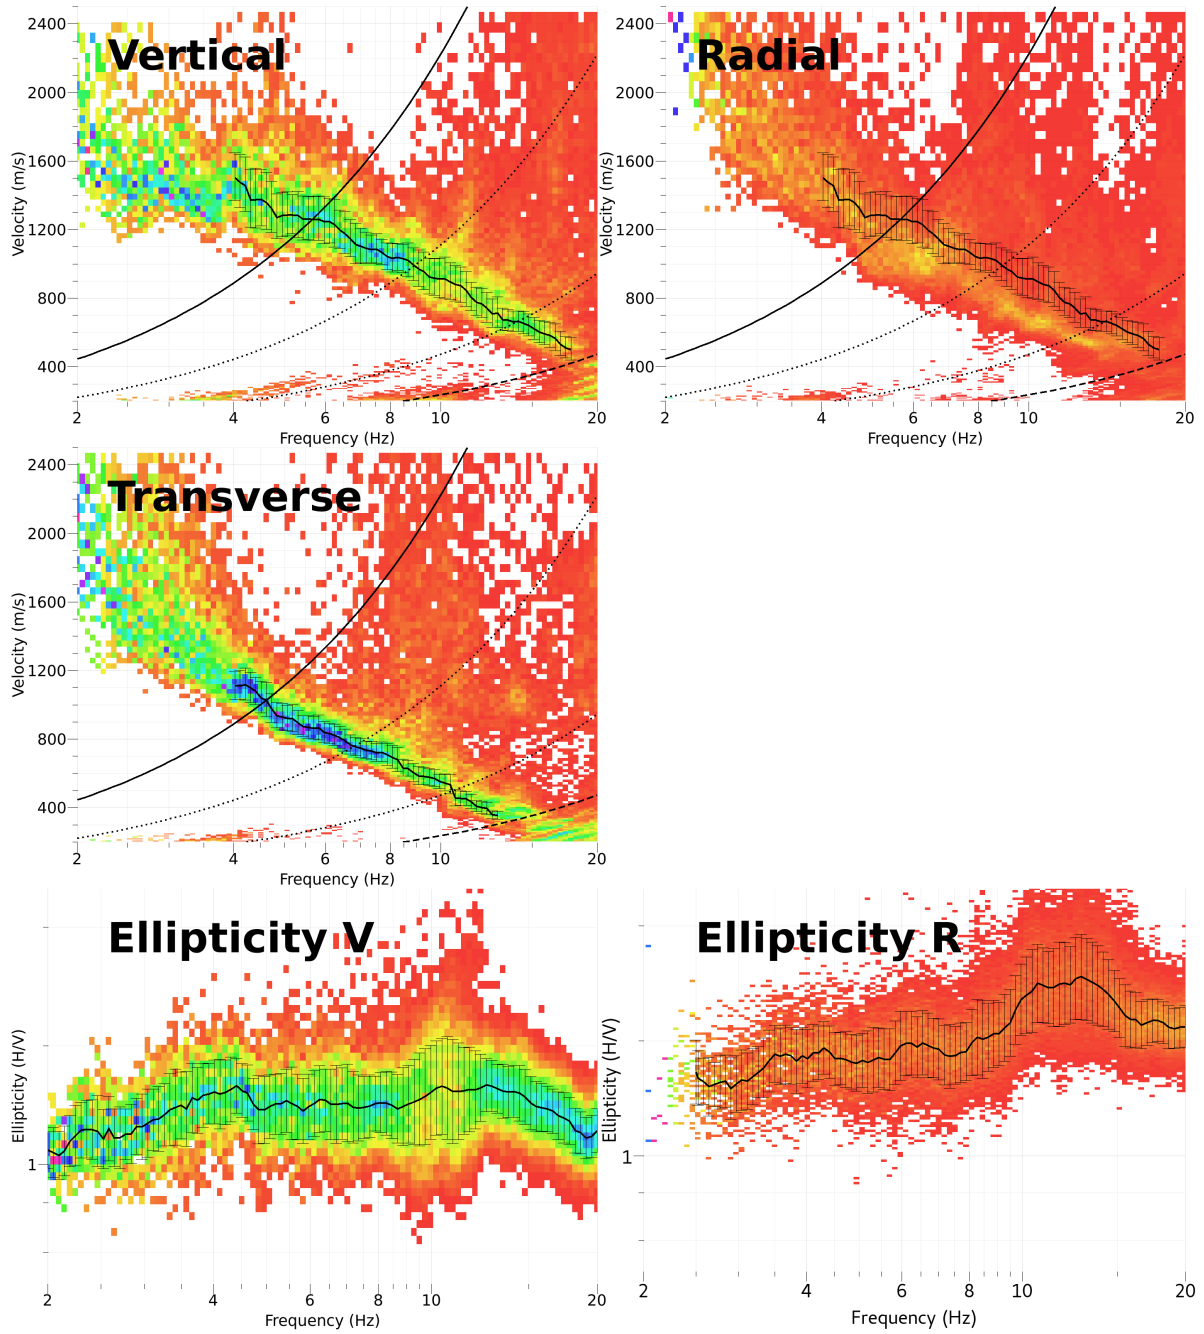 Vertical
Velocity (m/s)
2400
2000
1600
1200
800
400
2 4 6 8 10 20
Frequency (Hz)
Radial
Velocity (m/s)
2400
2000
1600
1200
800
400
2 4 6 8 10 20
Frequency (Hz)
Transverse
Velocity (m/s)
2400
2000
1600
1200
800
400
2 4 6 8 10 20
Frequency (Hz)
Ellipticity V
Ellipticity (H/V)
1
2 4 6 8 10 20
Frequency (Hz)
Ellipticity R
Ellipticity (H/V)
1
2 4 6 8 10 20
Frequency (Hz)